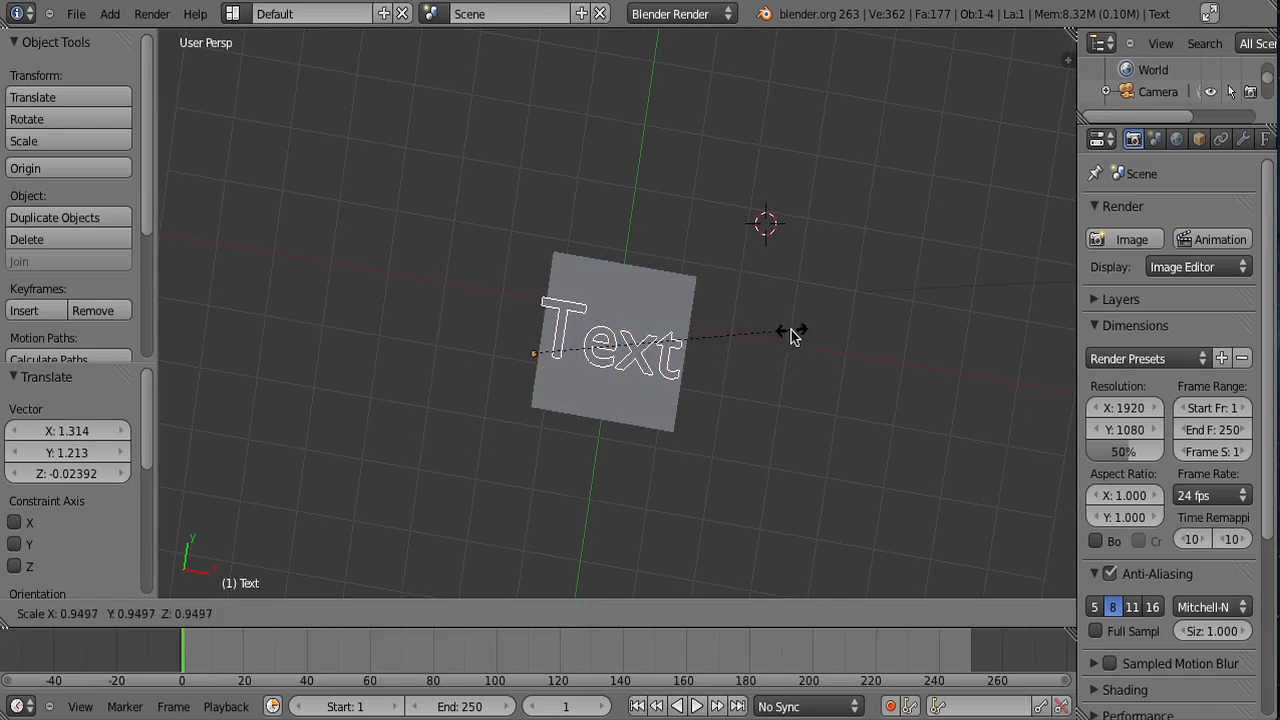 File Add Render Help Default Scene Blender Render blender.org 263 | Ve:362 | Fa:177 | Ob:1-4 | La:1 | Mem:8.32M (0.10M) | Text
Object Tools
Transform:
Translate
Rotate
Scale
Origin
Object:
Duplicate Objects
Delete
Join
Keyframes:
Insert Remove
Motion Paths:
Calculate Paths
Translate
Vector
X: 1.314
Y: 1.213
Z: -0.02392
Constraint Axis
X
Y
Z
Orientation
User Persp
Text
y
x
(1) Text
Scale X: 0.9497 Y: 0.9497 Z: 0.9497
View Search All Scen
World
Camera
Scene
Render
Image Animation
Display: Image Editor
Layers
Dimensions
Render Presets
Resolution: Frame Range:
X: 1920 Start Fr: 1
Y: 1080 End F: 250
50% Frame S: 1
Aspect Ratio: Frame Rate:
X: 1.000 24 fps
Y: 1.000 Time Remappi
Bo Cr 10 10
Anti-Aliasing
5 8 11 16 Mitchell-N
Full Sampl Siz: 1.000
Sampled Motion Blur
Shading
Performance
-40 -20 0 20 40 60 80 100 120 140 160 180 200 220 240 260
View Marker Frame Playback Start: 1 End: 250 1 No Sync